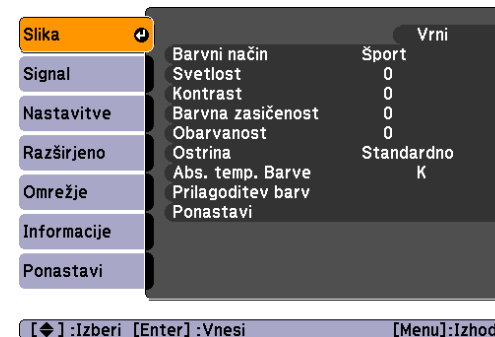 Slika
Signal
Nastavitve
Razširjeno
Omrežje
Informacije
Ponastavi
Vrni
Barvni način Šport
Svetlost 0
Kontrast 0
Barvna zasičenost 0
Obarvanost 0
Ostrina Standardno
Abs. temp. Barve K
Prilagoditev barv
Ponastavi
[◆] :Izberi [Enter] :Vnesi [Menu]:Izhod